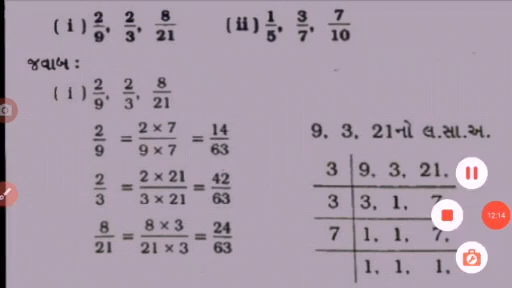 ( i ) 2/9, 2/3, 8/21 (ii) 1/5, 3/7, 7/10
જવાબ :
( i ) 2/9, 2/3, 8/21
2/9 = 2 × 7 / 9 × 7 = 14/63
2/3 = 2 × 21 / 3 × 21 = 42/63
8/21 = 8 × 3 / 21 × 3 = 24/63
9, 3, 21નો લ.સા.અ.
3 9, 3, 21.
3 3, 1,
7 1, 1, 7,
1, 1, 1,
12:14